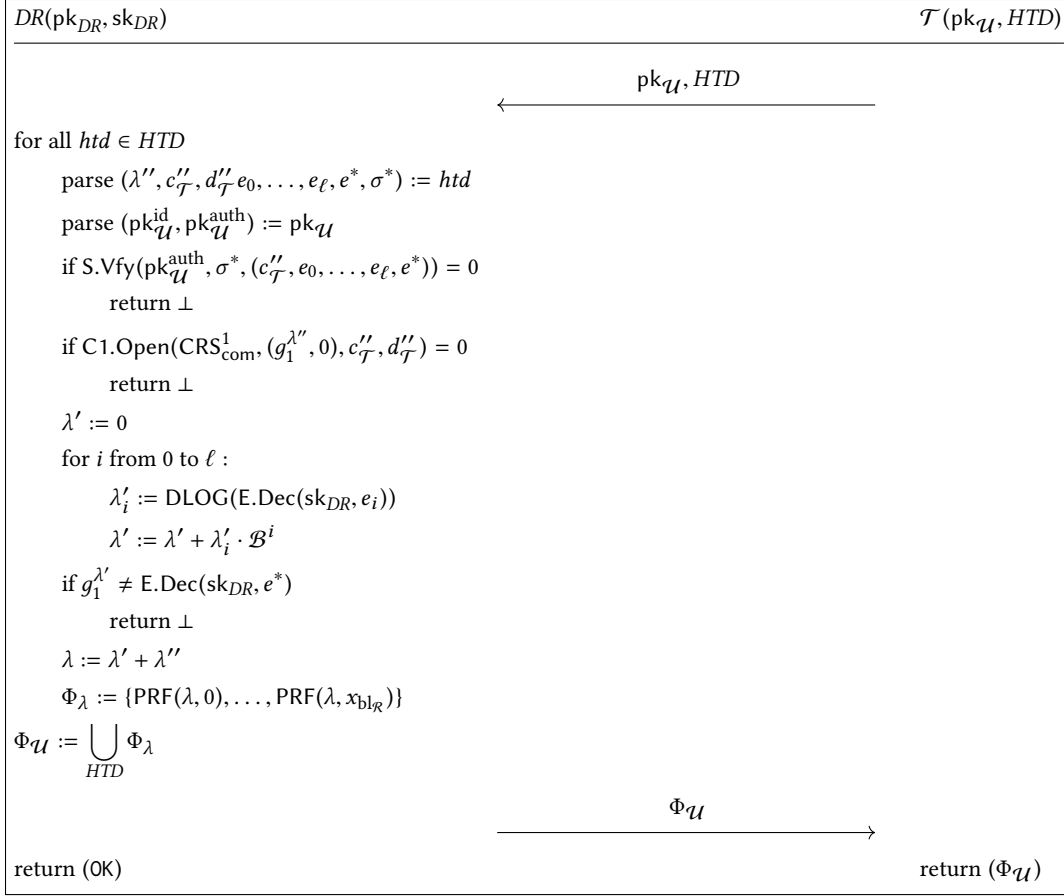 DR(pk_DR, sk_DR) 𝒯(pk_𝒰, HTD)
pk_𝒰, HTD
for all htd ∈ HTD
parse (λ″, c″_𝒯, d″_𝒯 e_0, . . . , e_ℓ, e*, σ*) := htd
parse (pk^id_𝒰, pk^auth_𝒰) := pk_𝒰
if S.Vfy(pk^auth_𝒰, σ*, (c″_𝒯, e_0, . . . , e_ℓ, e*)) = 0
return ⊥
if C1.Open(CRS^1_com, (g_1^λ″, 0), c″_𝒯, d″_𝒯) = 0
return ⊥
λ′ := 0
for i from 0 to ℓ :
λ′_i := DLOG(E.Dec(sk_DR, e_i))
λ′ := λ′ + λ′_i · ℬ^i
if g_1^λ′ ≠ E.Dec(sk_DR, e*)
return ⊥
λ := λ′ + λ″
Φ_λ := {PRF(λ, 0), . . . , PRF(λ, x_bl_ℛ)}
Φ_𝒰 := ⋃_HTD Φ_λ
Φ_𝒰
return (OK) return (Φ_𝒰)